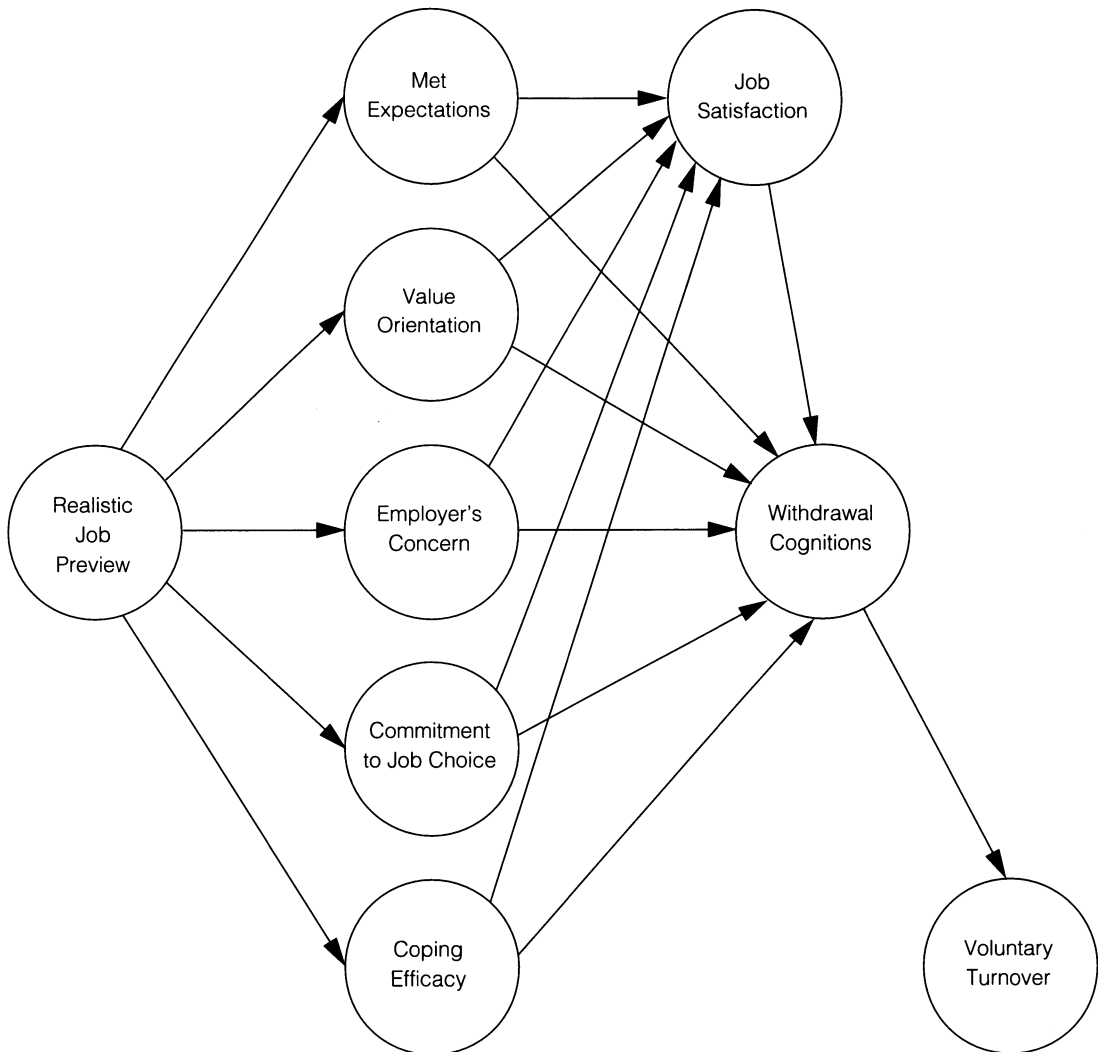 Met
Expectations
Job
Satisfaction
Value
Orientation
Realistic
Job
Preview
Employer's
Concern
Withdrawal
Cognitions
Commitment
to Job Choice
Coping
Efficacy
Voluntary
Turnover